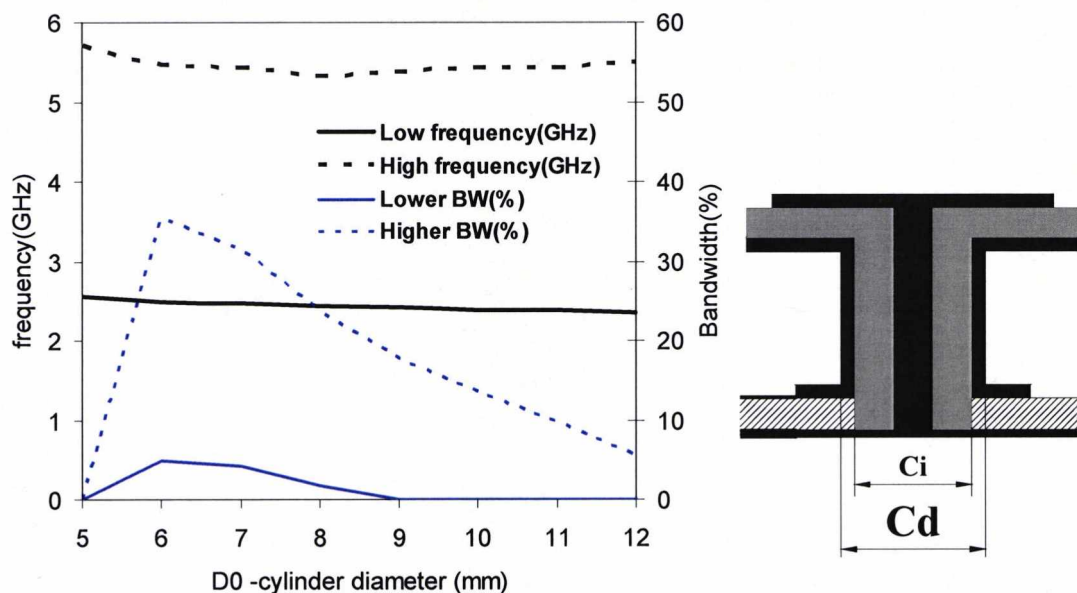 6
5
4
3
2
1
0
frequency(GHz)
60
50
40
30
20
10
0
Bandwidth(%)
Low frequency(GHz)
High frequency(GHz)
Lower BW(%)
Higher BW(%)
5 6 7 8 9 10 11 12
D0 -cylinder diameter (mm)
Ci
Cd